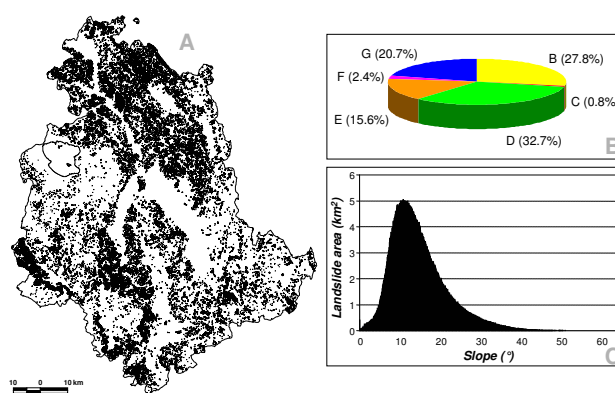 A
10 0 10 km
G (20.7%)
B (27.8%)
F (2.4%)
C (0.8%
E (15.6%)
D (32.7%)
B
Landslide area (km²)
6
5
4
3
2
1
0
0 10 20 30 40 50 60
Slope (°)
C